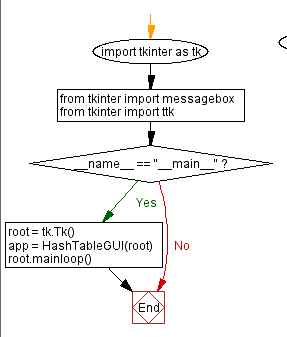 import tkinter as tk
from tkinter import messagebox
from tkinter import ttk
__name__ == "__main__" ?
Yes
No
root = tk.Tk()
app = HashTableGUI(root)
root.mainloop()
End